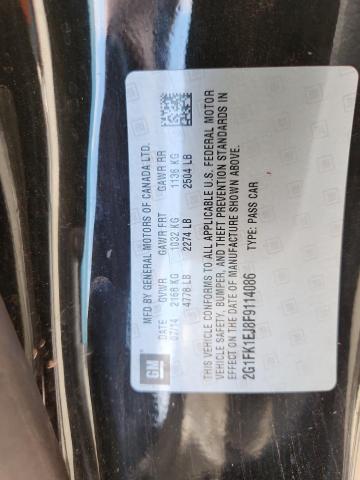 GM
MFD BY GENERAL MOTORS OF CANADA LTD.
DATE GVWR GAWR FRT GAWR RR
07/14 2168 KG 1032 KG 1136 KG
4778 LB 2274 LB 2504 LB
THIS VEHICLE CONFORMS TO ALL APPLICABLE U.S. FEDERAL MOTOR
VEHICLE SAFETY, BUMPER, AND THEFT PREVENTION STANDARDS IN
EFFECT ON THE DATE OF MANUFACTURE SHOWN ABOVE.
2G1FK1EJ8F9114086 TYPE: PASS CAR